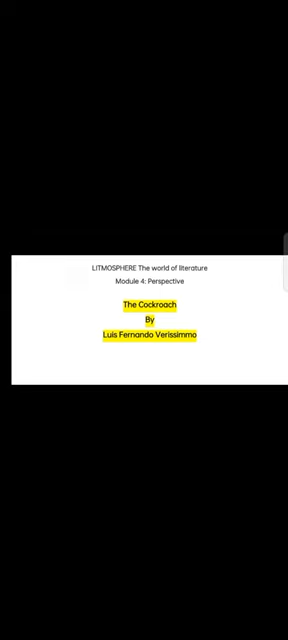 LITMOSPHERE The world of literature
Module 4: Perspective
The Cockroach
By
Luis Fernando Verissimmo